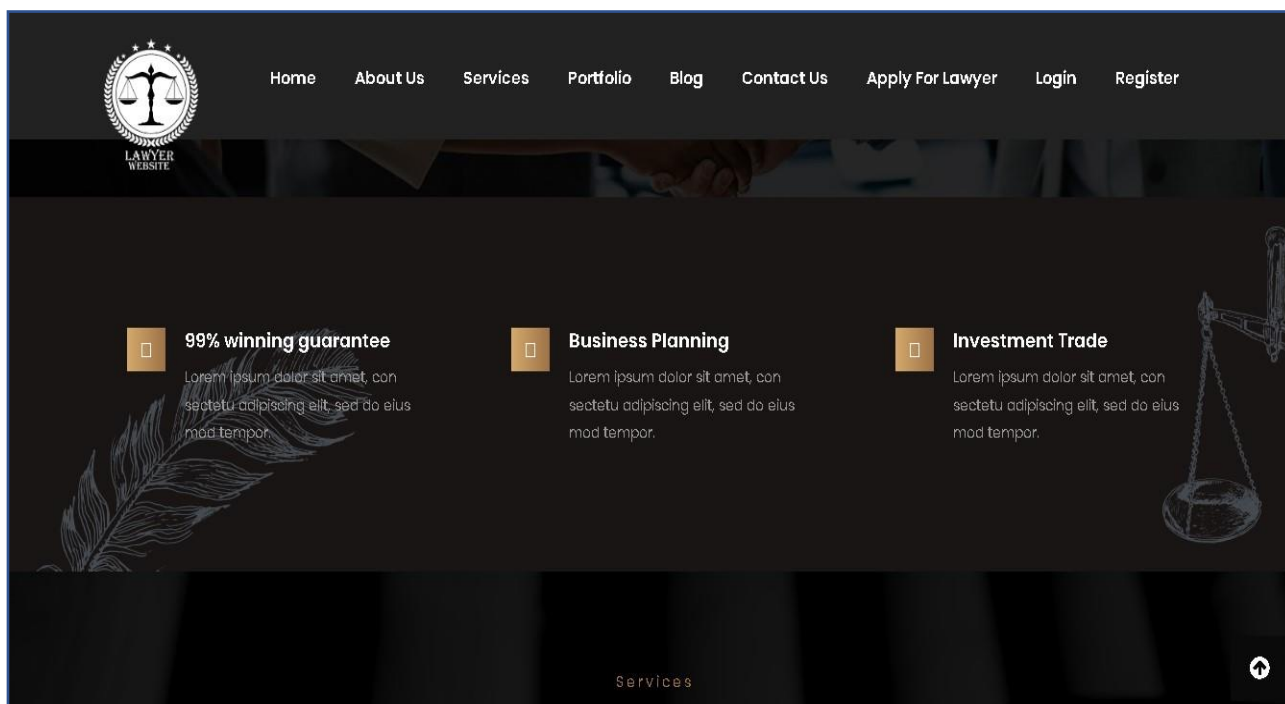 Home About Us Services Portfolio Blog Contact Us Apply For Lawyer Login Register
LAWYER
WEBSITE
99% winning guarantee
Lorem ipsum dolor sit amet, con
sectetu adipiscing elit, sed do eius
mod tempor.
Business Planning
Lorem ipsum dolor sit amet, con
sectetu adipiscing elit, sed do eius
mod tempor.
Investment Trade
Lorem ipsum dolor sit amet, con
sectetu adipiscing elit, sed do eius
mod tempor.
Services